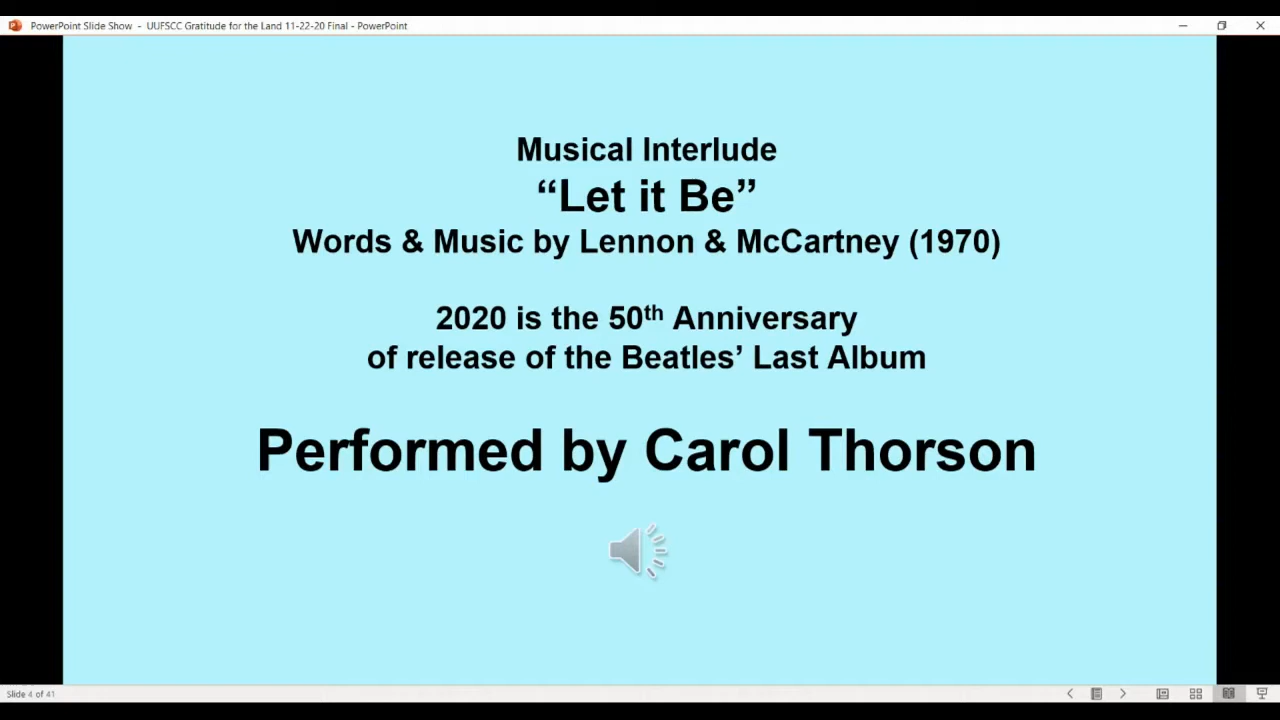 PowerPoint Slide Show - UUFSCC Gratitude for the Land 11-22-20 Final - PowerPoint
Musical Interlude
“Let it Be”
Words & Music by Lennon & McCartney (1970)
2020 is the 50th Anniversary
of release of the Beatles’ Last Album
Performed by Carol Thorson
Slide 4 of 41